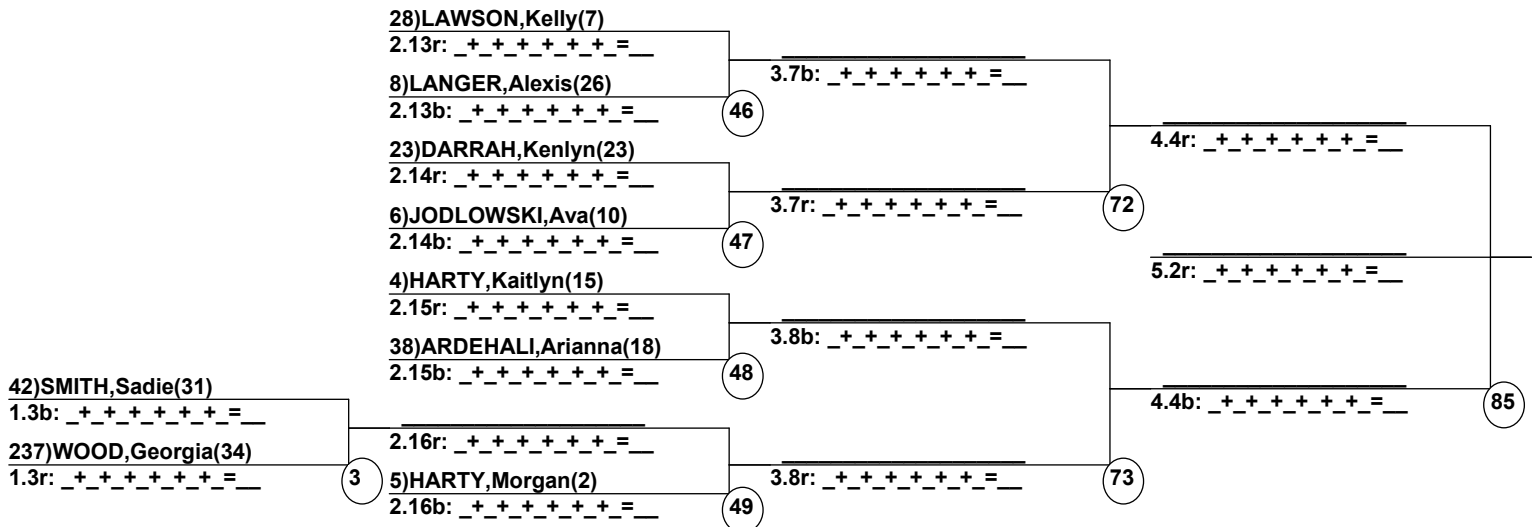 28)LAWSON,Kelly(7)
2.13r: _+_+_+_+_+_=__
8)LANGER,Alexis(26)
2.13b: _+_+_+_+_+_=__
46
3.7b: _+_+_+_+_+_=__
23)DARRAH,Kenlyn(23)
2.14r: _+_+_+_+_+_=__
6)JODLOWSKI,Ava(10)
2.14b: _+_+_+_+_+_=__
47
3.7r: _+_+_+_+_+_=__
72
4.4r: _+_+_+_+_+_=__
5.2r: _+_+_+_+_+_=__
4)HARTY,Kaitlyn(15)
2.15r: _+_+_+_+_+_=__
38)ARDEHALI,Arianna(18)
2.15b: _+_+_+_+_+_=__
48
3.8b: _+_+_+_+_+_=__
42)SMITH,Sadie(31)
1.3b: _+_+_+_+_+_=__
237)WOOD,Georgia(34)
1.3r: _+_+_+_+_+_=__
3
2.16r: _+_+_+_+_+_=__
5)HARTY,Morgan(2)
2.16b: _+_+_+_+_+_=__
49
3.8r: _+_+_+_+_+_=__
73
4.4b: _+_+_+_+_+_=__
85